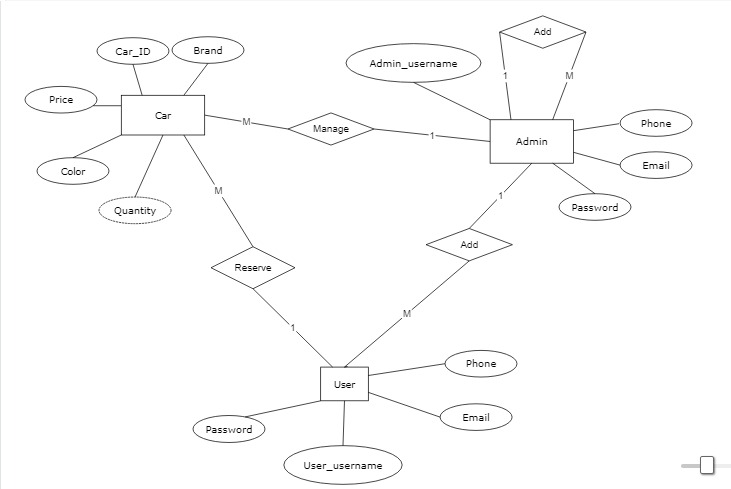 Add
Car_ID
Brand
Admin_username
1
M
Price
Car
M
Manage
1
Admin
Phone
Color
Email
M
1
Quantity
Password
Add
Reserve
M
1
Phone
User
Email
Password
User_username